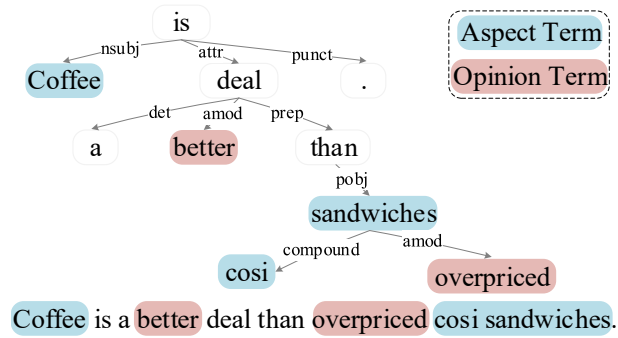 is
Aspect Term
nsubj attr punct
Coffee deal .
Opinion Term
det amod prep
a better than
pobj
sandwiches
compound amod
cosi overpriced
Coffee is a better deal than overpriced cosi sandwiches.